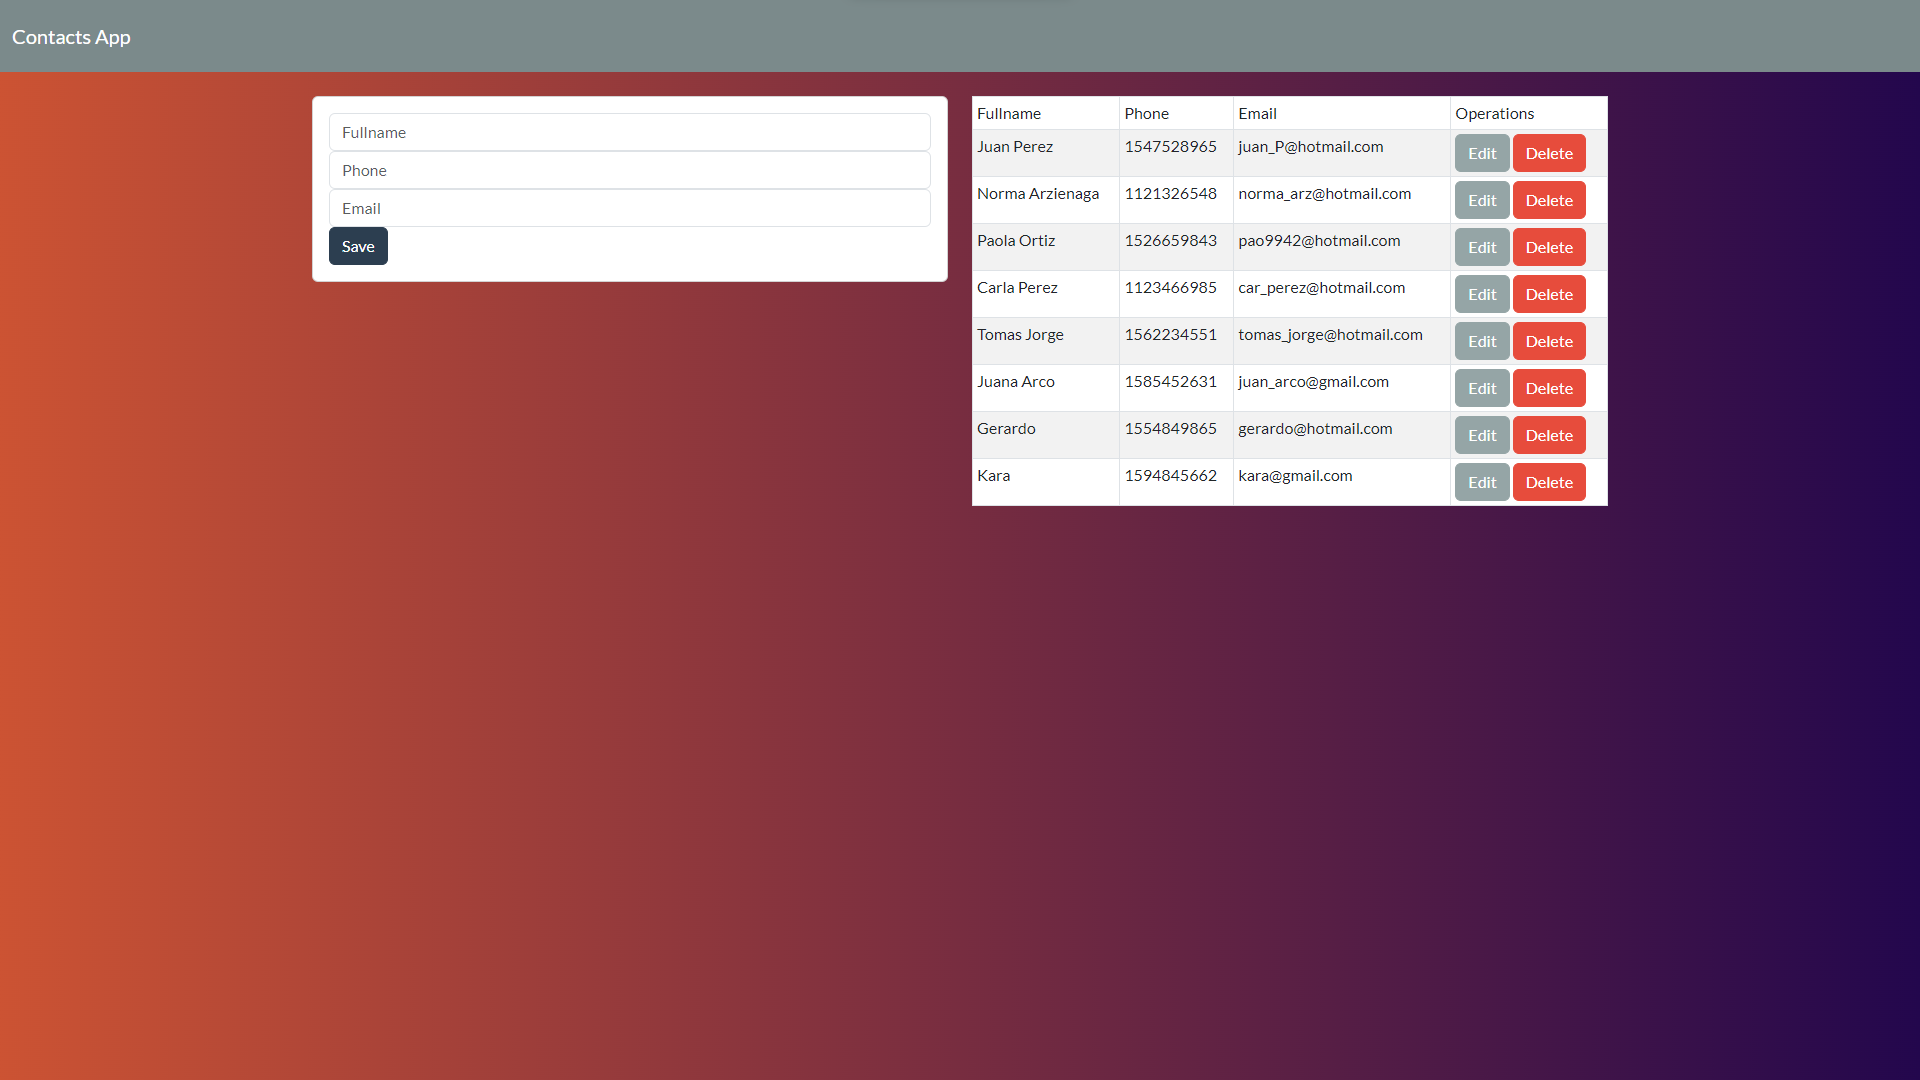 Contacts App
Fullname
Phone
Email
Save
Fullname Phone Email Operations
Juan Perez 1547528965 juan_P@hotmail.com Edit Delete
Norma Arzienaga 1121326548 norma_arz@hotmail.com Edit Delete
Paola Ortiz 1526659843 pao9942@hotmail.com Edit Delete
Carla Perez 1123466985 car_perez@hotmail.com Edit Delete
Tomas Jorge 1562234551 tomas_jorge@hotmail.com Edit Delete
Juana Arco 1585452631 juan_arco@gmail.com Edit Delete
Gerardo 1554849865 gerardo@hotmail.com Edit Delete
Kara 1594845662 kara@gmail.com Edit Delete